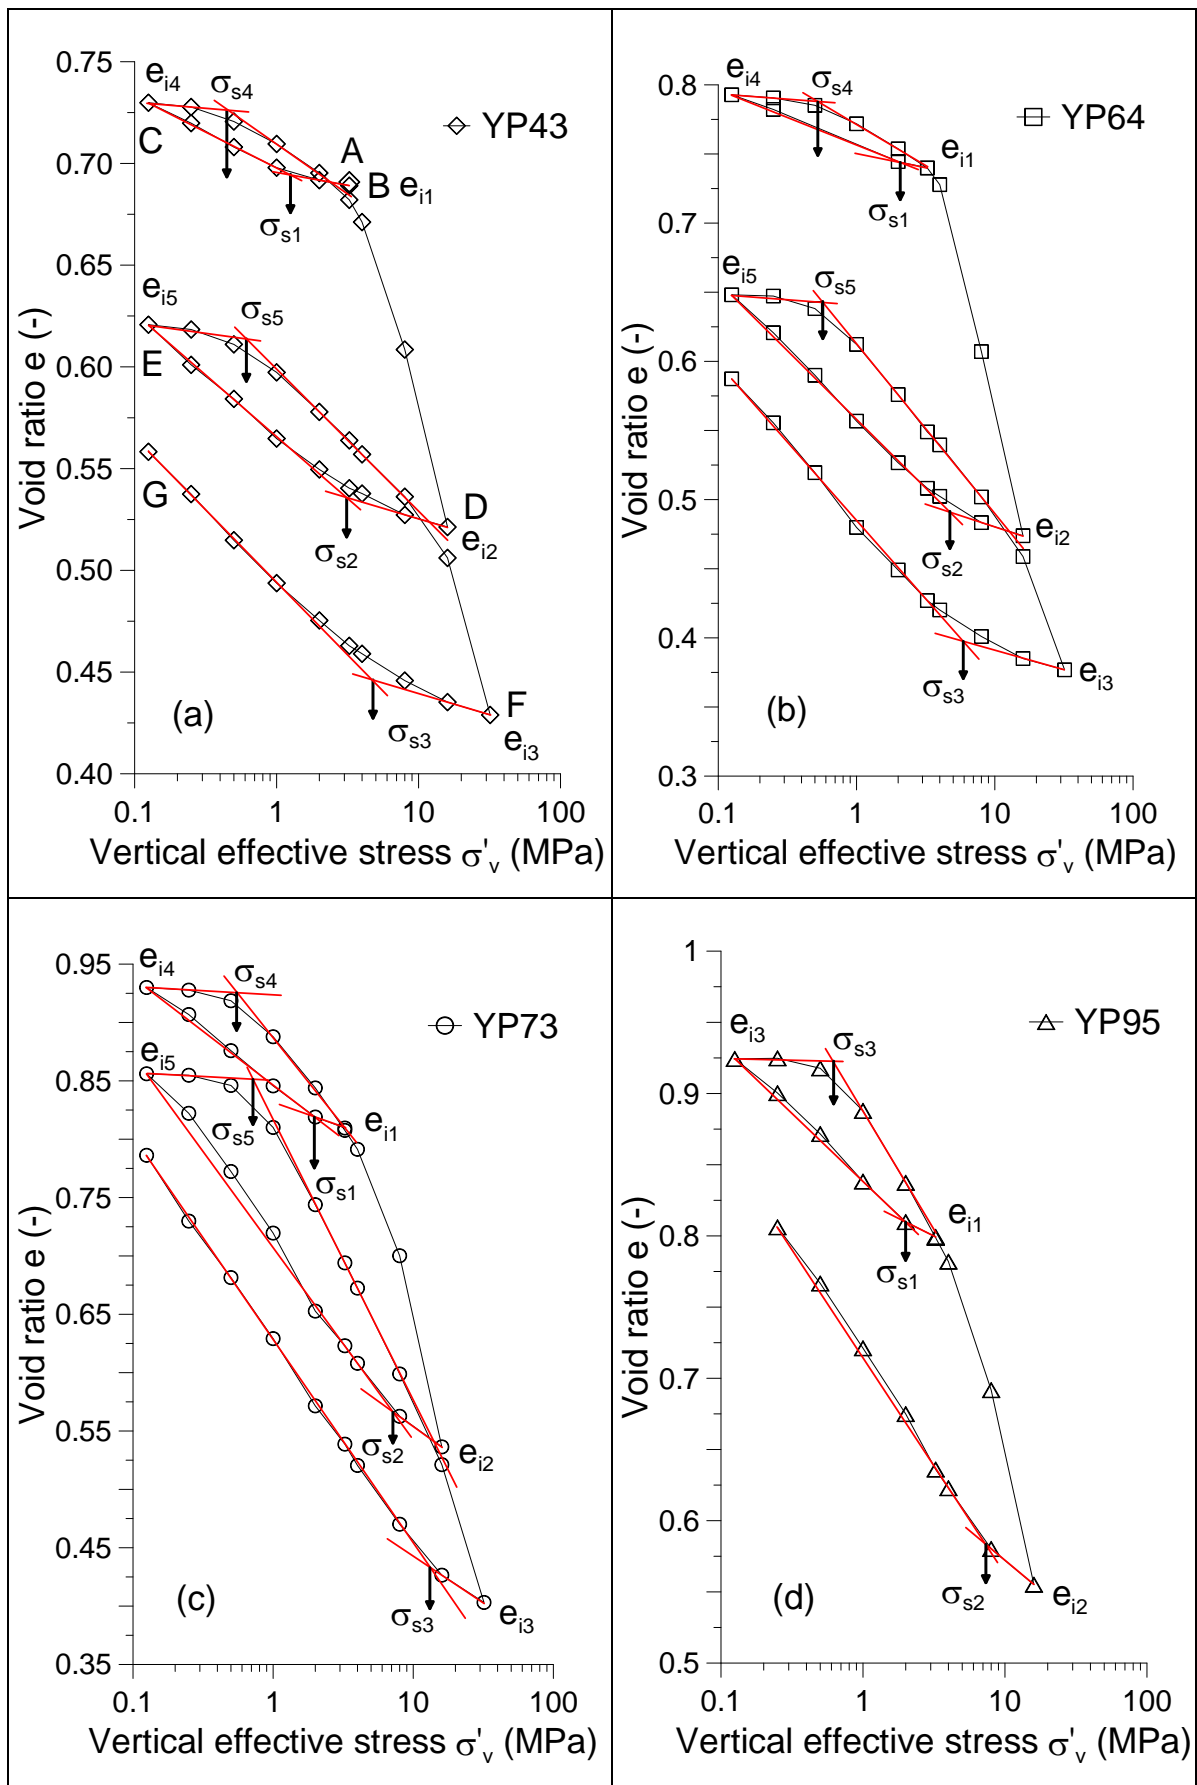 0.75
0.70
0.65
0.60
0.55
0.50
0.45
0.40
Void ratio e (-)
e_i4
σ_s4
YP43
C
A
B e_i1
σ_s1
e_i5
σ_s5
E
D
e_i2
σ_s2
G
F
e_i3
σ_s3
(a)
0.1 1 10 100
Vertical effective stress σ'_v (MPa)
0.8
0.7
0.6
0.5
0.4
0.3
Void ratio e (-)
e_i4
σ_s4
YP64
e_i1
σ_s1
e_i5
σ_s5
e_i2
σ_s2
e_i3
σ_s3
(b)
0.1 1 10 100
Vertical effective stress σ'_v (MPa)
0.95
0.85
0.75
0.65
0.55
0.45
0.35
Void ratio e (-)
e_i4
σ_s4
YP73
e_i5
σ_s5
e_i1
σ_s1
σ_s2
e_i2
(c)
σ_s3
e_i3
0.1 1 10 100
Vertical effective stress σ'_v (MPa)
1
0.9
0.8
0.7
0.6
0.5
Void ratio e (-)
e_i3
σ_s3
YP95
e_i1
σ_s1
σ_s2
e_i2
(d)
0.1 1 10 100
Vertical effective stress σ'_v (MPa)